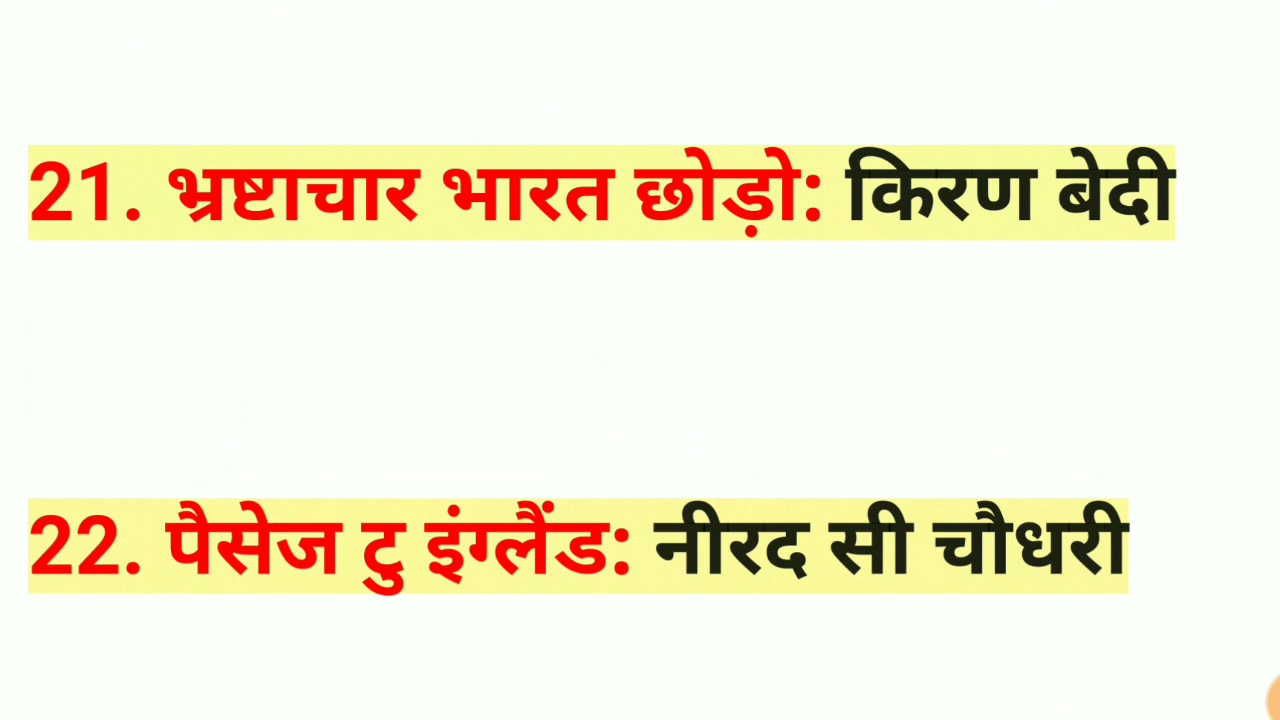 21. भ्रष्टाचार भारत छोड़ो: किरण बेदी
22. पैसेज टु इंग्लैंड: नीरद सी चौधरी